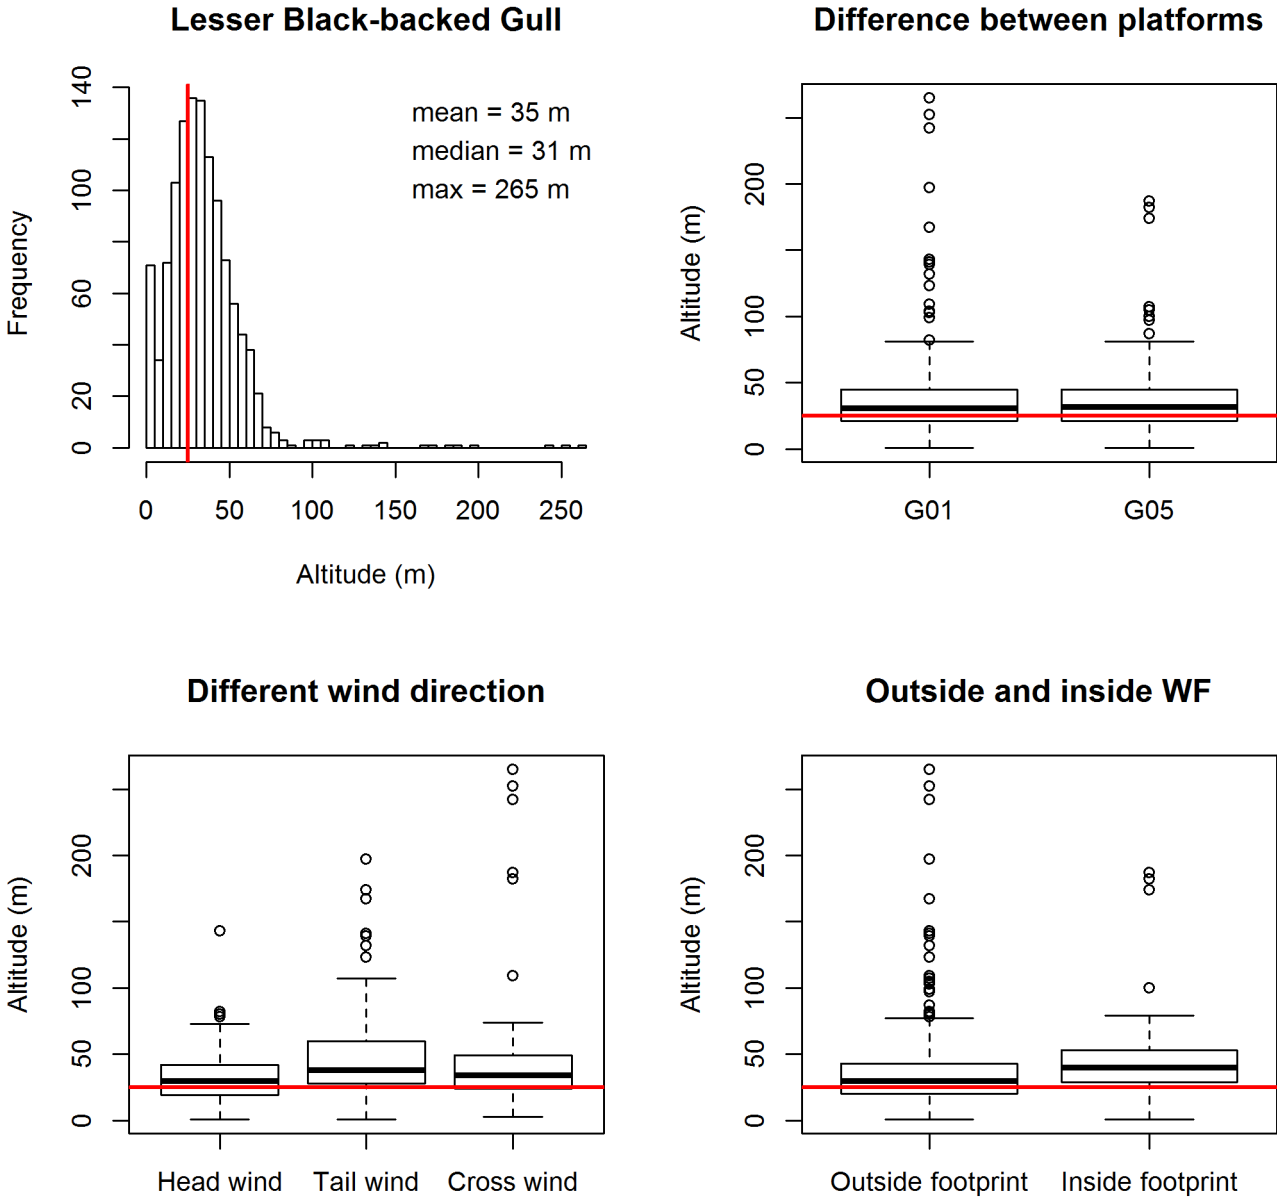 Lesser Black-backed Gull
mean = 35 m
median = 31 m
max = 265 m
Frequency
0
20
60
100
140
0 50 100 150 200 250
Altitude (m)
Difference between platforms
Altitude (m)
0
50
100
200
G01 G05
Different wind direction
Altitude (m)
0
50
100
200
Head wind Tail wind Cross wind
Outside and inside WF
Altitude (m)
0
50
100
200
Outside footprint Inside footprint